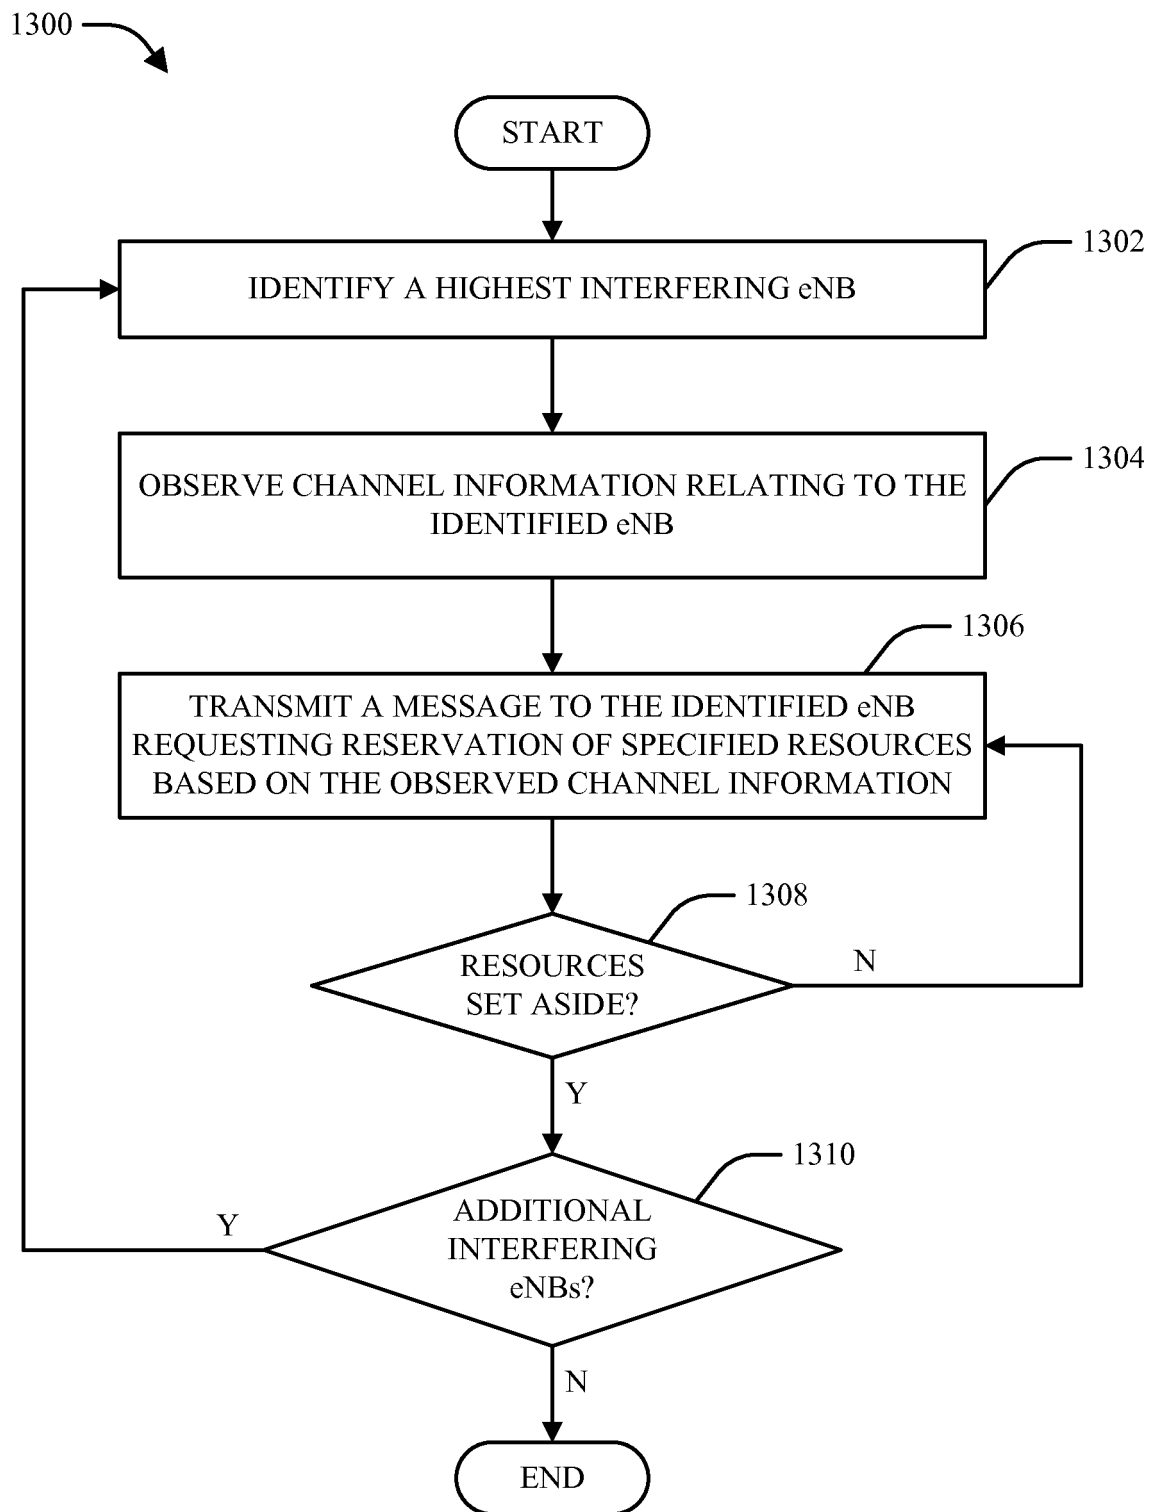 1300
START
1302
IDENTIFY A HIGHEST INTERFERING eNB
1304
OBSERVE CHANNEL INFORMATION RELATING TO THE
IDENTIFIED eNB
1306
TRANSMIT A MESSAGE TO THE IDENTIFIED eNB
REQUESTING RESERVATION OF SPECIFIED RESOURCES
BASED ON THE OBSERVED CHANNEL INFORMATION
1308
RESOURCES
SET ASIDE?
N
Y
1310
ADDITIONAL
INTERFERING
eNBs?
Y
N
END